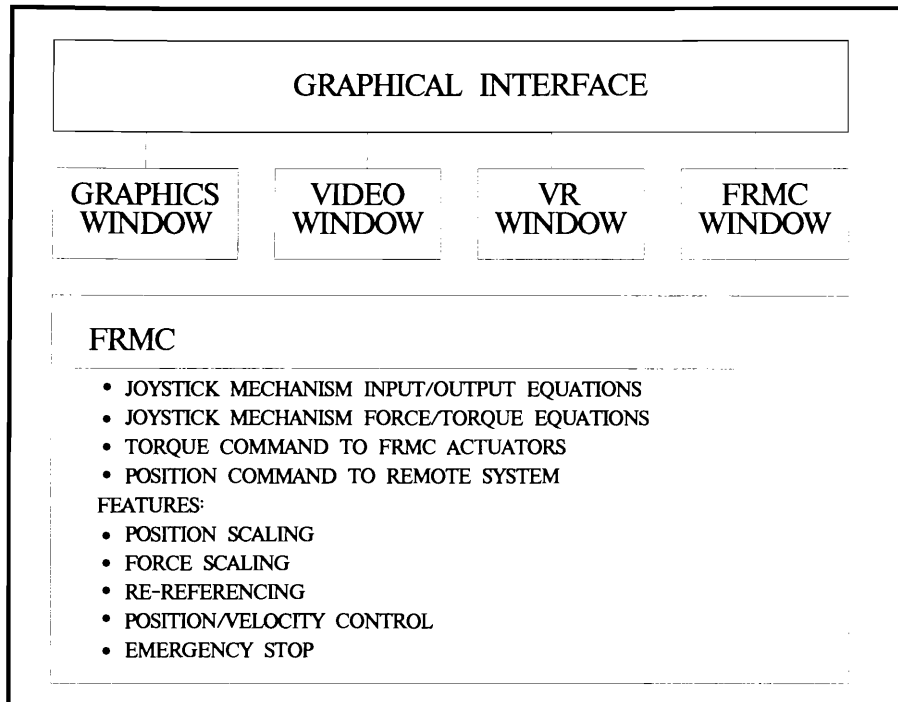 GRAPHICAL INTERFACE
GRAPHICS
WINDOW
VIDEO
WINDOW
VR
WINDOW
FRMC
WINDOW
FRMC
• JOYSTICK MECHANISM INPUT/OUTPUT EQUATIONS
• JOYSTICK MECHANISM FORCE/TORQUE EQUATIONS
• TORQUE COMMAND TO FRMC ACTUATORS
• POSITION COMMAND TO REMOTE SYSTEM
FEATURES:
• POSITION SCALING
• FORCE SCALING
• RE-REFERENCING
• POSITION/VELOCITY CONTROL
• EMERGENCY STOP